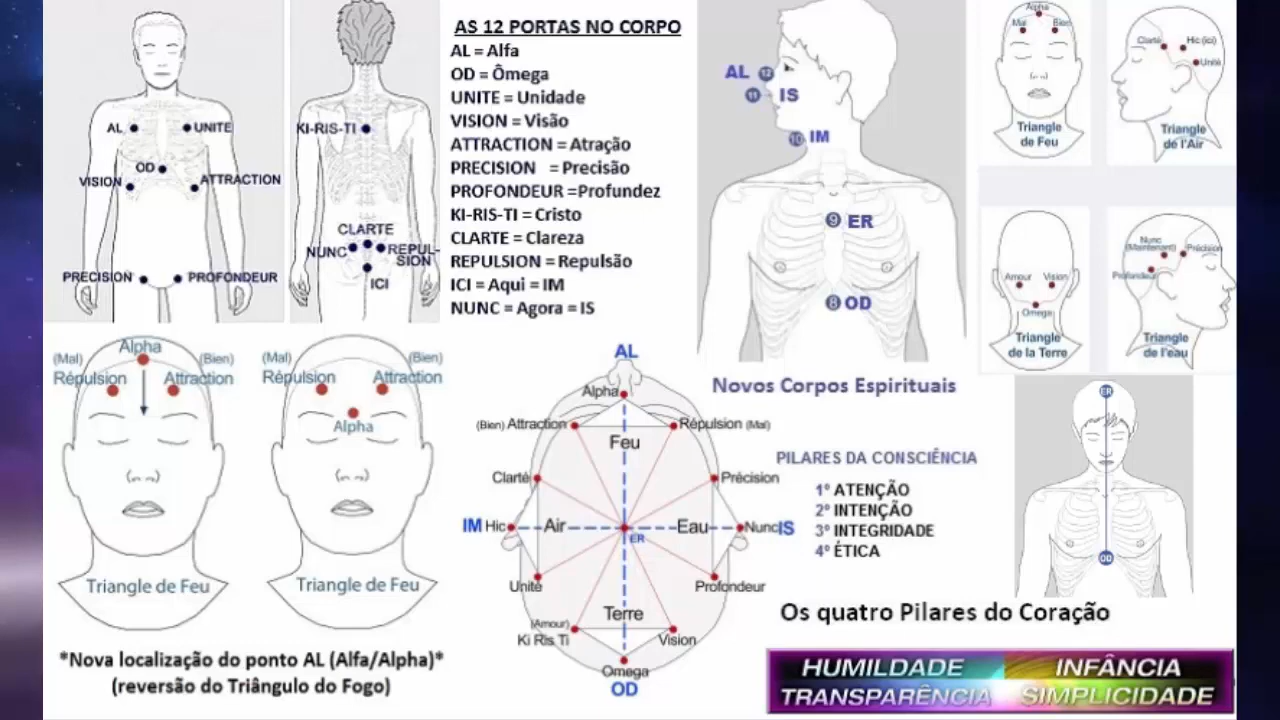 AL
UNITE
OD
VISION
ATTRACTION
PRECISION
PROFONDEUR
KI-RIS-TI
CLARTE
NUNC
REPUL-
SION
ICI
AS 12 PORTAS NO CORPO
AL = Alfa
OD = Ômega
UNITE = Unidade
VISION = Visão
ATTRACTION = Atração
PRECISION = Precisão
PROFONDEUR =Profundez
KI-RIS-TI = Cristo
CLARTE = Clareza
REPULSION = Repulsão
ICI = Aqui = IM
NUNC = Agora = IS
AL 12
11 IS
10 IM
9 ER
8 OD
Novos Corpos Espirituais
Alpha
Mal Bien
Triangle
de Feu
Clarté Hic (ici)
Unité
Triangle
de l'Air
Amour Vision
Omega
Triangle
de la Terre
Nunc
(Maintenant) Précision
Profondeur
Triangle
de l'eau
Alpha
(Mal) (Bien)
Répulsion Attraction
Triangle de Feu
(Mal) (Bien)
Répulsion Attraction
Alpha
Triangle de Feu
*Nova localização do ponto AL (Alfa/Alpha)*
(reversão do Triângulo do Fogo)
AL
Alpha
(Bien) Attraction Répulsion (Mal)
Feu
Clarté Précision
IM Hic Air Eau Nunc IS
ER
Unité Profondeur
Terre
(Amour)
Ki Ris Ti Vision
Omega
OD
PILARES DA CONSCIÊNCIA
1º ATENÇÃO
2º INTENÇÃO
3º INTEGRIDADE
4º ÉTICA
ER
OD
Os quatro Pilares do Coração
HUMILDADE INFÂNCIA
TRANSPARÊNCIA SIMPLICIDADE